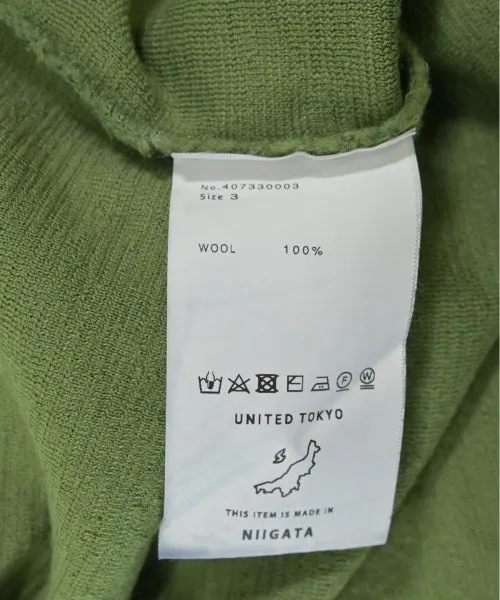 No.407330003
Size 3
WOOL 100%
F W
UNITED TOKYO
THIS ITEM IS MADE IN
NIIGATA